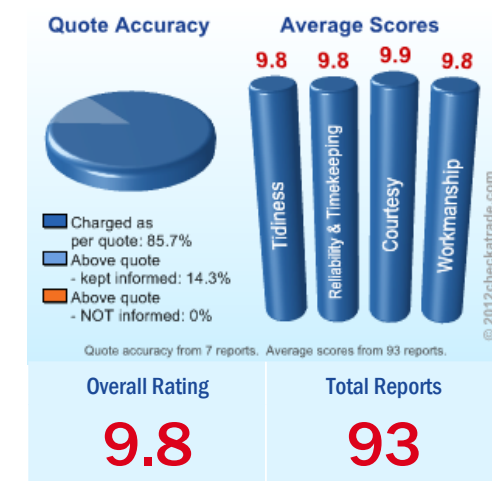 Quote Accuracy
Average Scores
9.8 9.8 9.9 9.8
Tidiness
Reliability & Timekeeping
Courtesy
Workmanship
Charged as
per quote: 85.7%
Above quote
- kept informed: 14.3%
Above quote
- NOT informed: 0%
© 2012checkatrade.com
Quote accuracy from 7 reports. Average scores from 93 reports.
Overall Rating
9.8
Total Reports
93